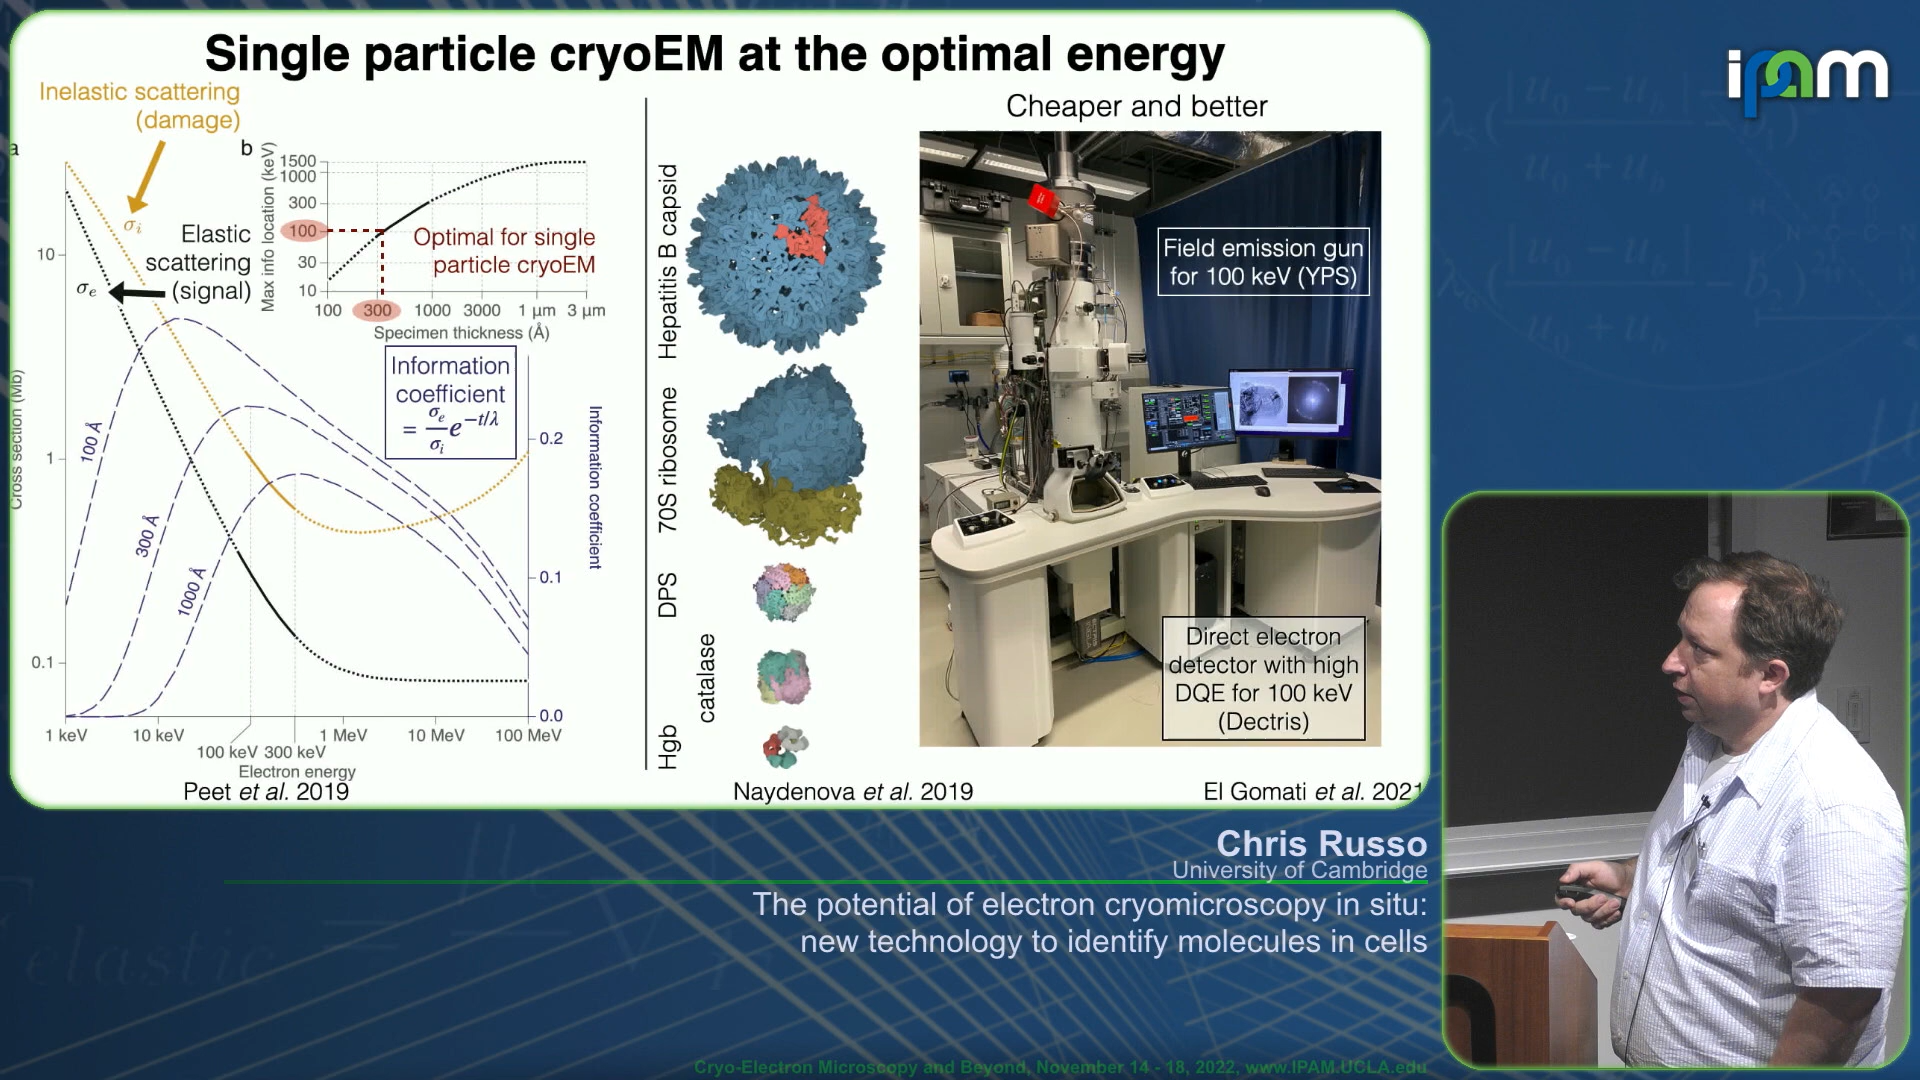 Single particle cryoEM at the optimal energy
Inelastic scattering
(damage)
a
σi
Elastic
scattering
(signal)
σe
10
1
0.1
Cross section (Mb)
100 Å
300 Å
1000 Å
1 keV
10 keV
100 keV
300 keV
1 MeV
10 MeV
100 MeV
Electron energy
0.2
0.1
0.0
Information coefficient
b
Max info location (keV)
1500
1000
300
100
30
10
Optimal for single
particle cryoEM
100
300
1000
3000
1 μm
3 μm
Specimen thickness (Å)
Information
coefficient
= σe/σi e−t/λ
Peet et al. 2019
Hepatitis B capsid
70S ribosome
DPS
catalase
Hgb
Naydenova et al. 2019
Cheaper and better
Field emission gun
for 100 keV (YPS)
Direct electron
detector with high
DQE for 100 keV
(Dectris)
El Gomati et al. 2021
ipam
Chris Russo
University of Cambridge
The potential of electron cryomicroscopy in situ:
new technology to identify molecules in cells
Cryo-Electron Microscopy and Beyond, November 14 - 18, 2022, www.IPAM.UCLA.edu